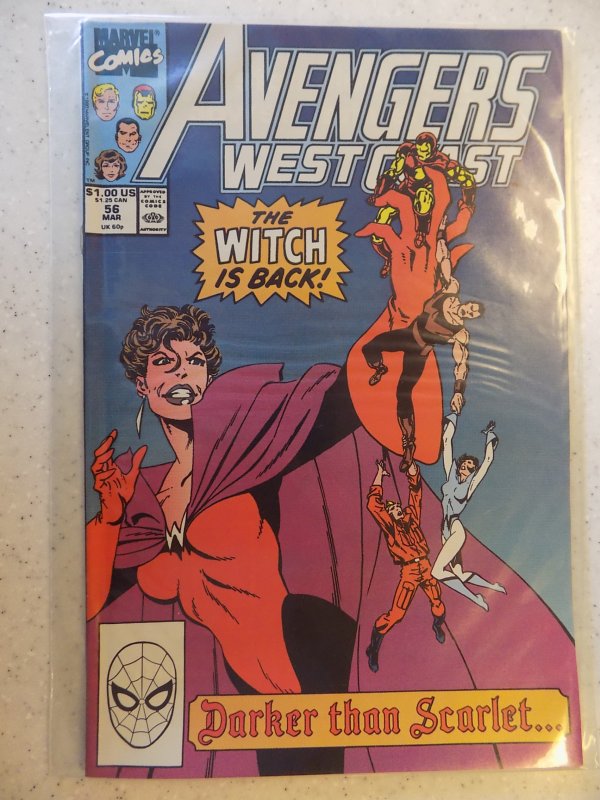 MARVEL
COMICS
M
AVENGERS
WEST COAST
TM
$1.00 US
$1.25 CAN
56
MAR
UK 60p
APPROVED
BY THE
COMICS
CODE
AUTHORITY
THE
WITCH
IS BACK!
W
Darker than Scarlet...